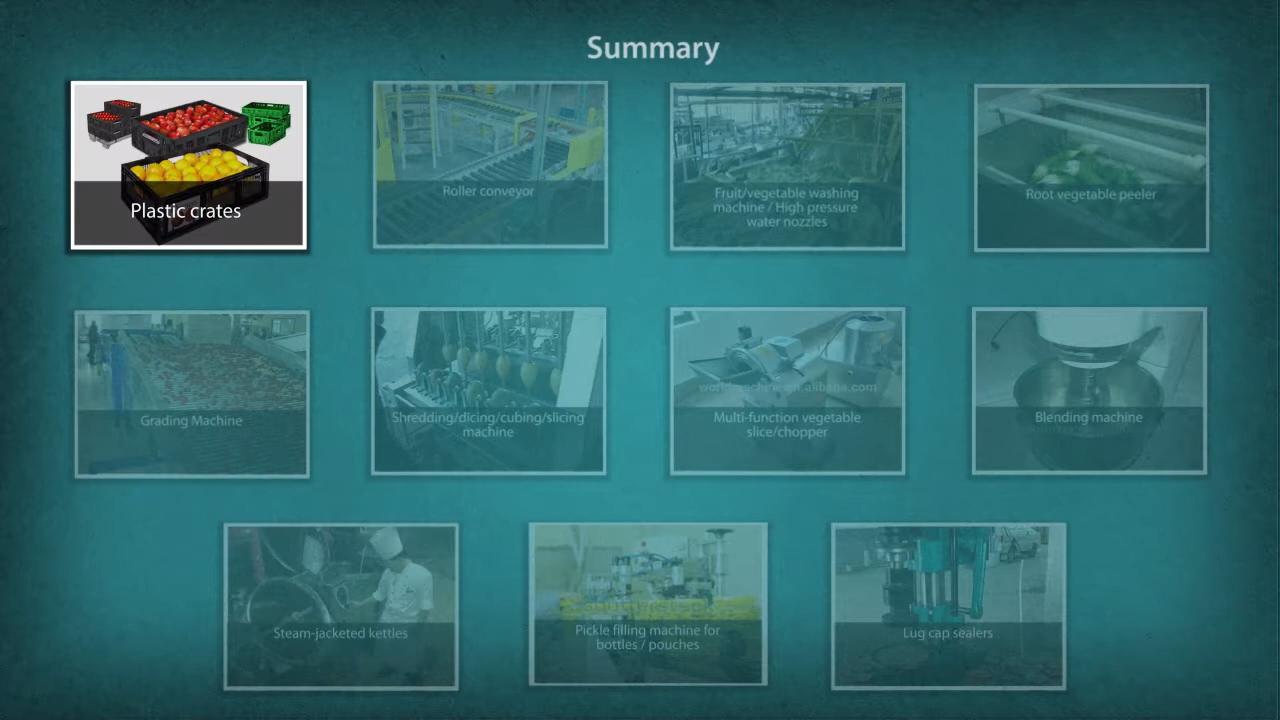 Summary
Plastic crates
Roller conveyor
Fruit/vegetable washing
machine / High pressure
water nozzles
Root vegetable peeler
Grading Machine
Shredding/dicing/cubing/slicing
machine
Multi-function vegetable
slice/chopper
Blending machine
Steam-jacketed kettles
Pickle filling machine for
bottles / pouches
Lug cap sealers